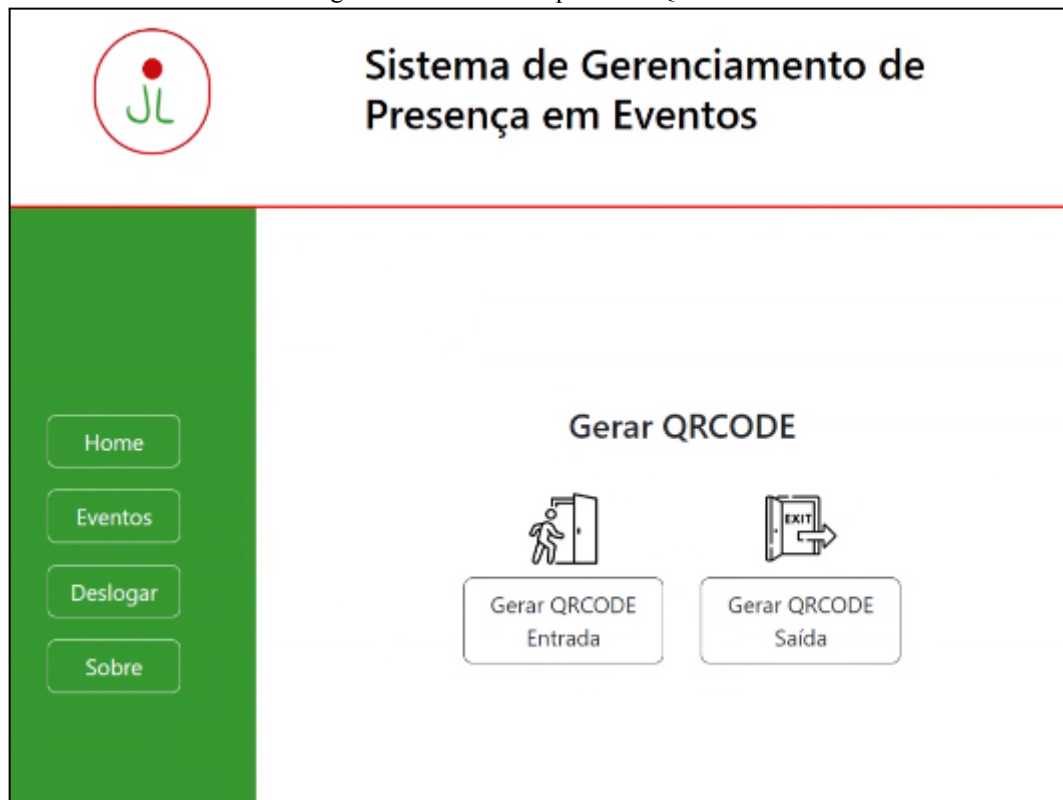 JL
Sistema de Gerenciamento de
Presença em Eventos
Home
Eventos
Deslogar
Sobre
Gerar QRCODE
EXIT
Gerar QRCODE
Entrada
Gerar QRCODE
Saída